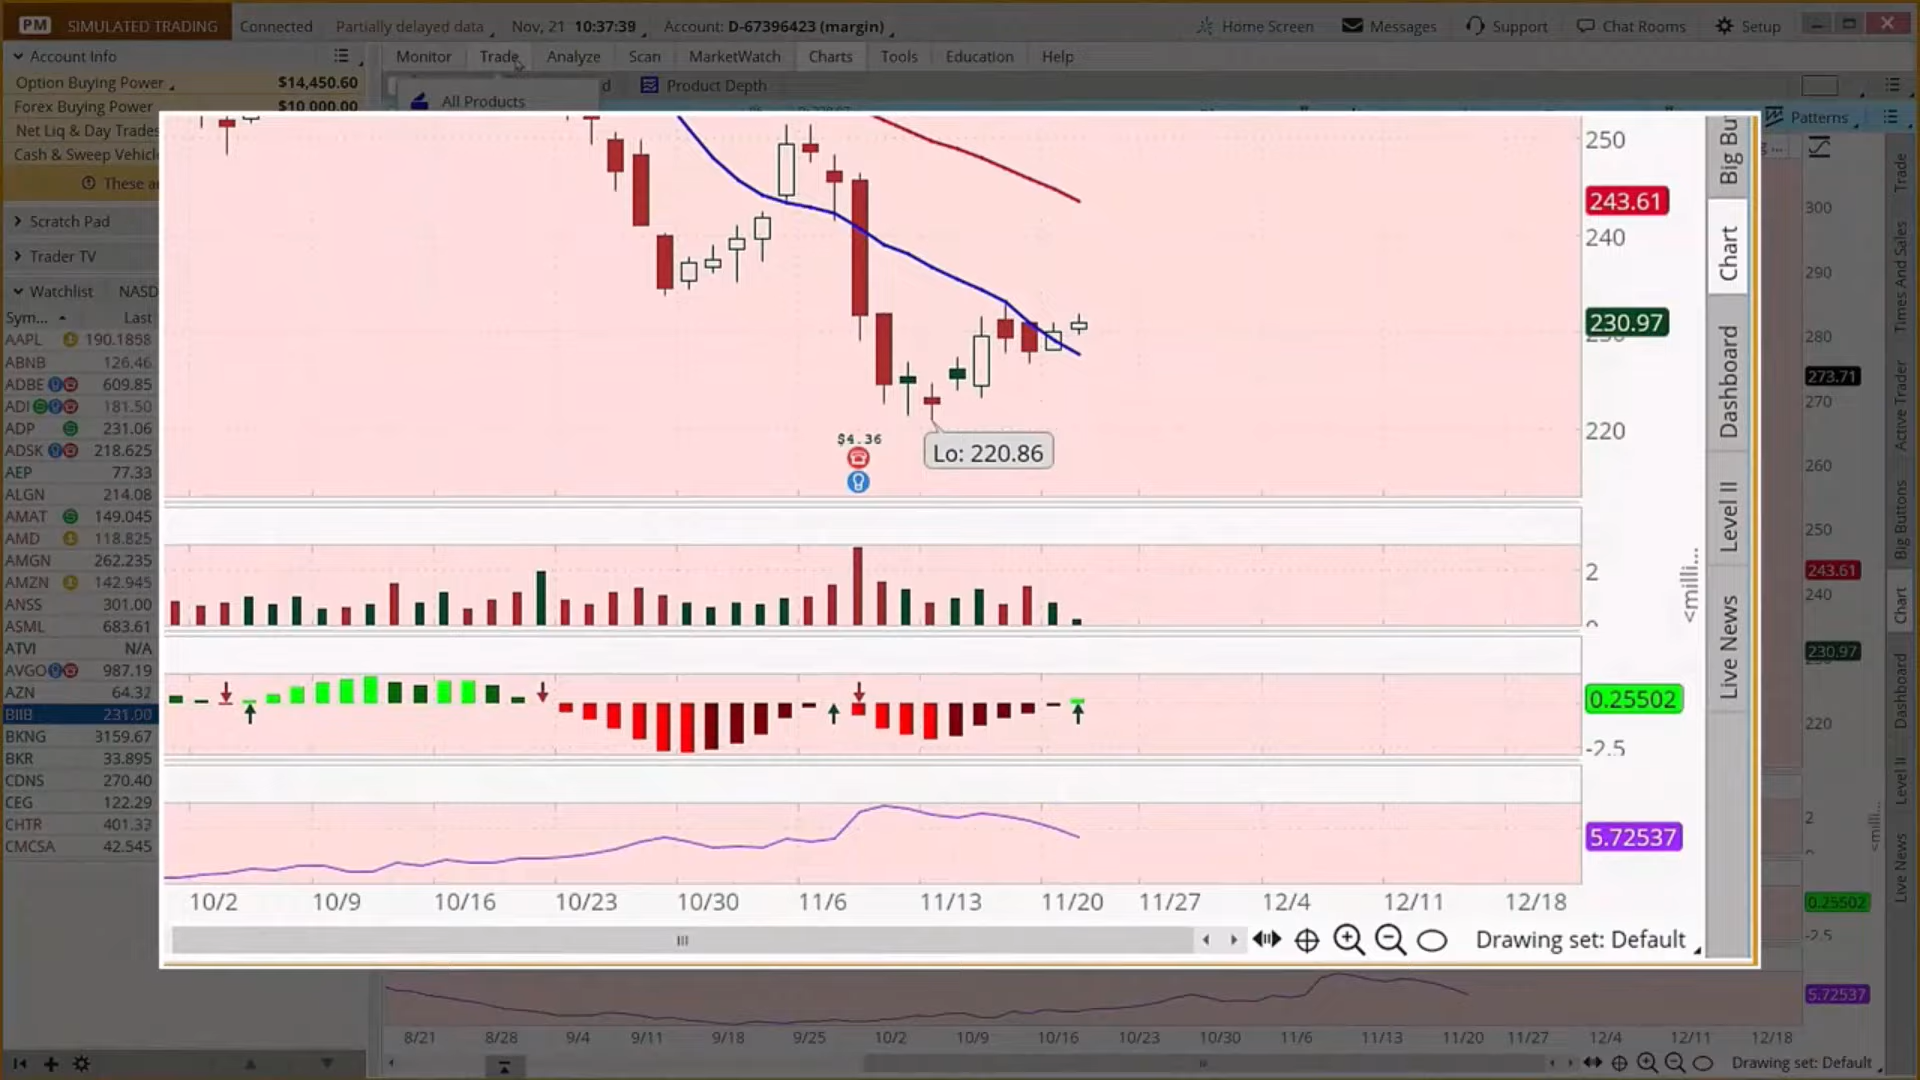 PM SIMULATED TRADING Connected Partially delayed data Nov, 21 10:37:39 Account: D-67396423 (margin) Home Screen Messages Support Chat Rooms Setup
Account Info
Monitor Trade Analyze Scan MarketWatch Charts Tools Education Help
Option Buying Power $14,450.60
d Product Depth
Forex Buying Power $10 000.00
All Products
Patterns
Net Liq & Day Trades
Cash & Sweep Vehicl
These a
Scratch Pad
Trader TV
Watchlist NASD
Sym... Last
AAPL 190.1858
ABNB 126.46
ADBE 609.85
ADI 181.50
ADP 231.06
ADSK 218.625
AEP 77.33
ALGN 214.08
AMAT 149.045
AMD 118.825
AMGN 262.235
AMZN 142.945
ANSS 301.00
ASML 683.61
ATVI N/A
AVGO 987.19
AZN 64.32
BIIB 231.00
BKNG 3159.67
BKR 33.895
CDNS 270.40
CEG 122.29
CHTR 401.33
CMCSA 42.545
250
243.61
240
230.97
220
$4.36
Lo: 220.86
2
<milli...
0.25502
-2.5
5.72537
10/2 10/9 10/16 10/23 10/30 11/6 11/13 11/20 11/27 12/4 12/11 12/18
Drawing set: Default
Big Bu
Chart
Dashboard
Level II
Live News
300
290
280
273.71
270
260
250
243.61
240
230.97
220
2
<milli...
0.25502
-2.5
5.72537
Trade
Times And Sales
Active Trader
Big Buttons
Chart
Dashboard
Level II
Live News
8/21 8/28 9/4 9/11 9/18 9/25 10/2 10/9 10/16 10/23 10/30 11/6 11/13 11/20 11/27 12/4 12/11 12/18
Drawing set: Default